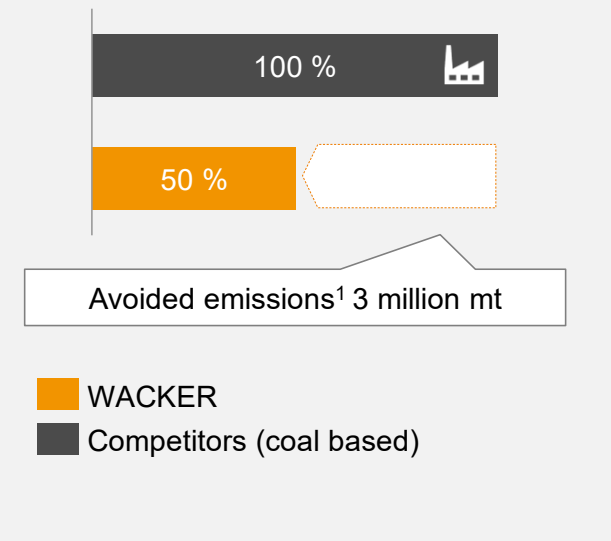 100 %
50 %
Avoided emissions¹ 3 million mt
WACKER
Competitors (coal based)